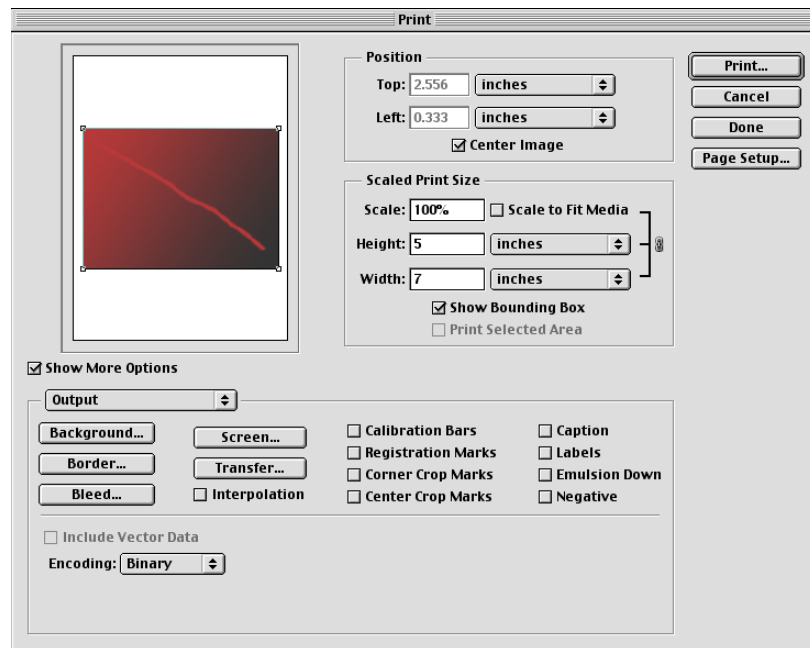 Print
Position
Top: 2.556 inches
Left: 0.333 inches
Center Image
Print...
Cancel
Done
Page Setup...
Scaled Print Size
Scale: 100% Scale to Fit Media
Height: 5 inches
Width: 7 inches
Show Bounding Box
Print Selected Area
Show More Options
Output
Background... Screen...
Border... Transfer...
Bleed... Interpolation
Calibration Bars Caption
Registration Marks Labels
Corner Crop Marks Emulsion Down
Center Crop Marks Negative
Include Vector Data
Encoding: Binary